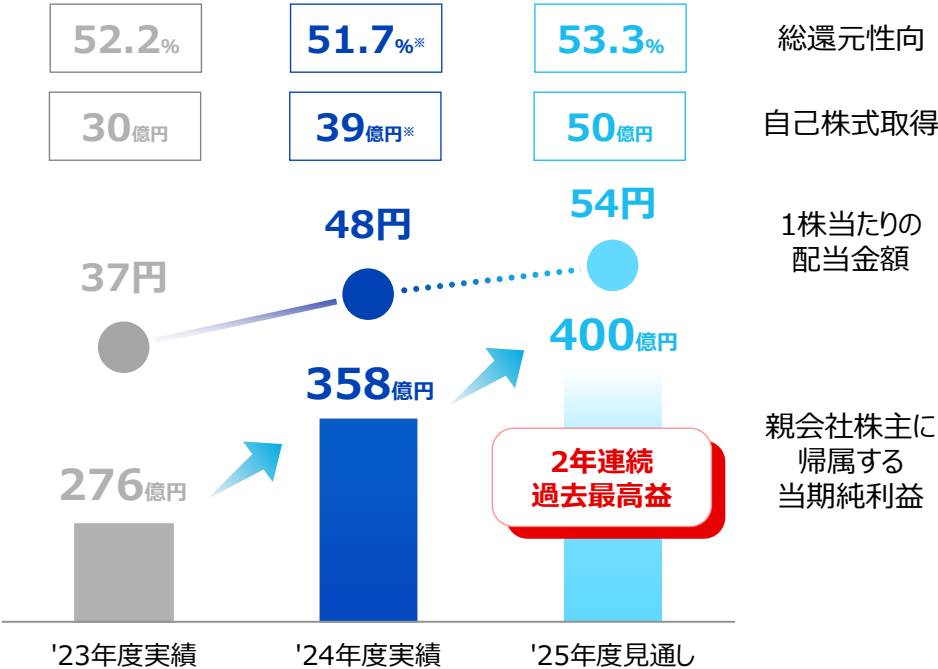 52.2% 51.7%※ 53.3% 総還元性向
30億円 39億円※ 50億円 自己株式取得
37円 48円 54円 1株当たりの
配当金額
276億円 358億円 400億円 親会社株主に
帰属する
当期純利益
2年連続
過去最高益
'23年度実績 '24年度実績 '25年度見通し